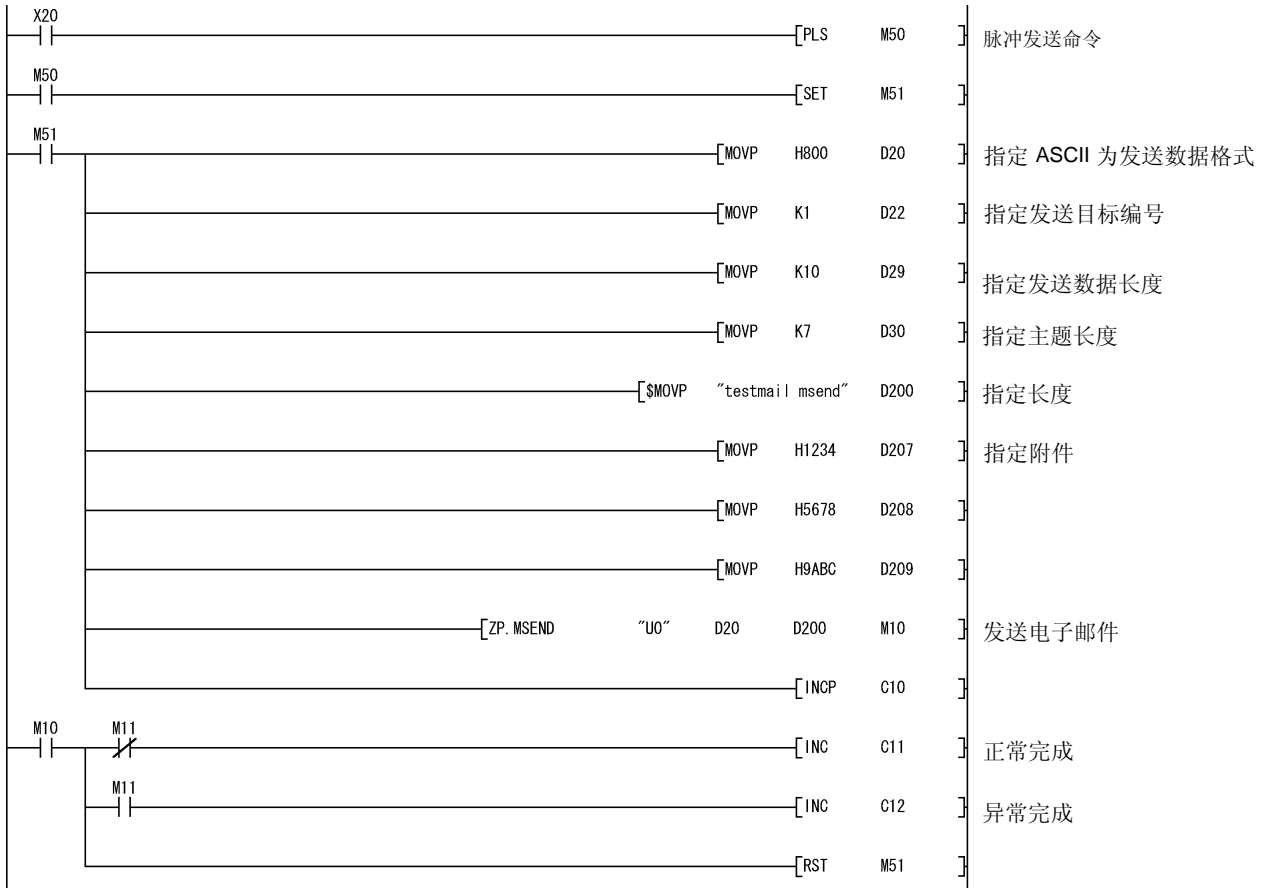 X20
PLS M50 脉冲发送命令
M50
SET M51
M51
MOVP H800 D20 指定 ASCII 为发送数据格式
MOVP K1 D22 指定发送目标编号
MOVP K10 D29 指定发送数据长度
MOVP K7 D30 指定主题长度
$MOVP "testmail msend" D200 指定长度
MOVP H1234 D207 指定附件
MOVP H5678 D208
MOVP H9ABC D209
ZP.MSEND "U0" D20 D200 M10 发送电子邮件
INCP C10
M10 M11
INC C11 正常完成
M11
INC C12 异常完成
RST M51